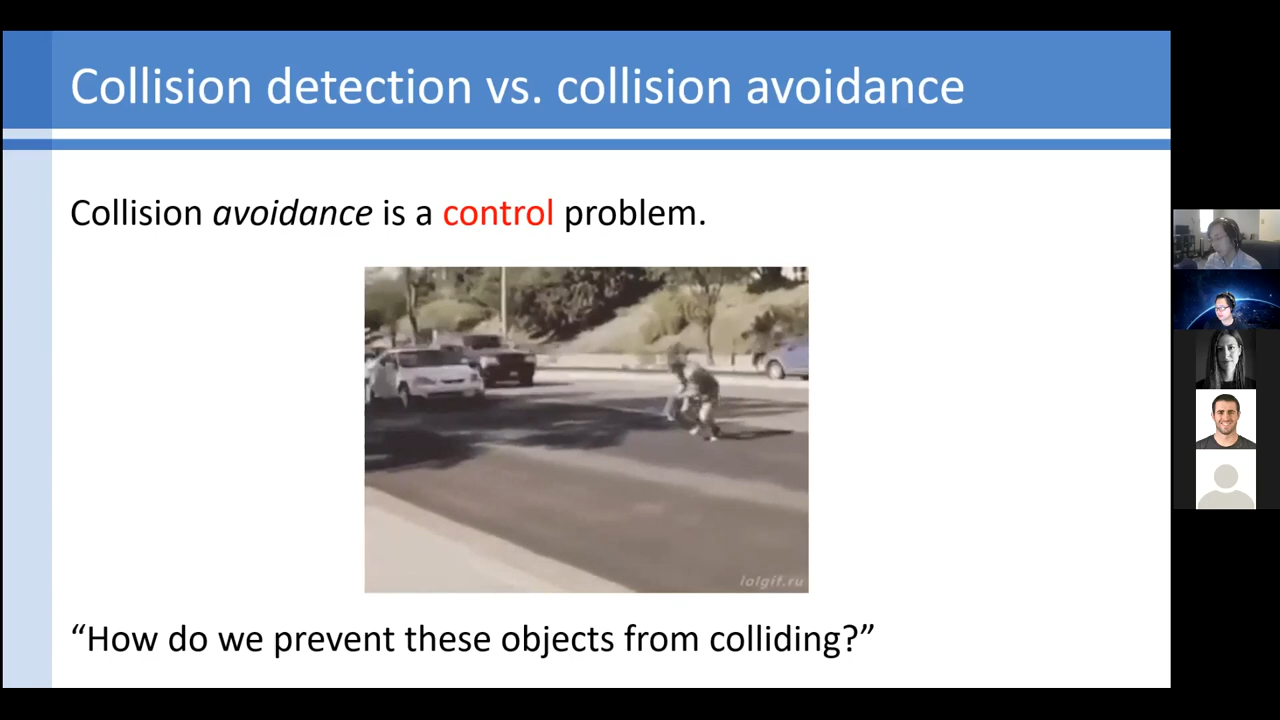 Collision detection vs. collision avoidance
Collision avoidance is a control problem.
lolgif.ru
“How do we prevent these objects from colliding?”